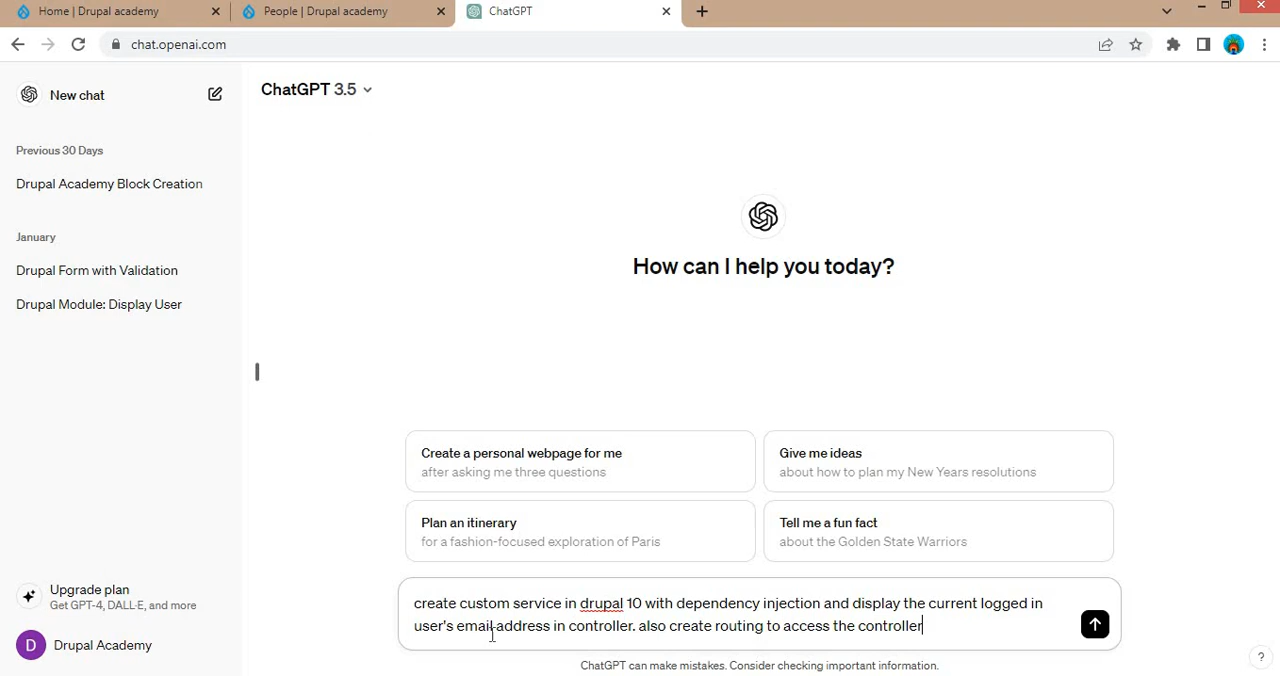 Home | Drupal academy
People | Drupal academy
ChatGPT
chat.openai.com
New chat
ChatGPT 3.5
Previous 30 Days
Drupal Academy Block Creation
January
Drupal Form with Validation
Drupal Module: Display User
How can I help you today?
Create a personal webpage for me
after asking me three questions
Give me ideas
about how to plan my New Years resolutions
Plan an itinerary
for a fashion-focused exploration of Paris
Tell me a fun fact
about the Golden State Warriors
Upgrade plan
Get GPT-4, DALL·E, and more
D
Drupal Academy
create custom service in drupal 10 with dependency injection and display the current logged in
user's email address in controller. also create routing to access the controller
ChatGPT can make mistakes. Consider checking important information.
?